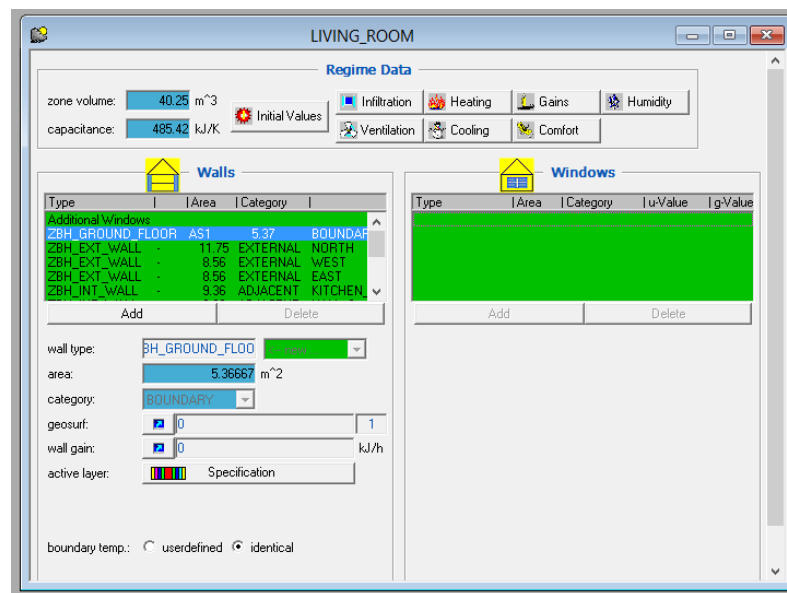 LIVING_ROOM
Regime Data
zone volume: 40.25 m^3
capacitance: 485.42 kJ/K
Initial Values
Infiltration Heating Gains Humidity
Ventilation Cooling Comfort
Walls
Type | |Area |Category |
Additional Windows
ZBH_GROUND_FLOOR AS1 5.37 BOUNDAR
ZBH_EXT_WALL - 11.75 EXTERNAL NORTH
ZBH_EXT_WALL - 8.56 EXTERNAL WEST
ZBH_EXT_WALL - 8.56 EXTERNAL EAST
ZBH_INT_WALL - 9.36 ADJACENT KITCHEN_
Add Delete
wall type: BH_GROUND_FLOO
area: 5.36667 m^2
category: BOUNDARY
geosurf: 0 1
wall gain: 0 kJ/h
active layer: Specification
boundary temp.: userdefined identical
Windows
Type |Area |Category |u-Value |g-Value
Add Delete